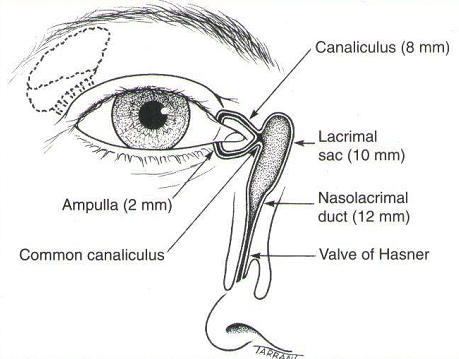 Canaliculus (8 mm)
Lacrimal
sac (10 mm)
Ampulla (2 mm)
Nasolacrimal
duct (12 mm)
Common canaliculus
Valve of Hasner
TARRANT